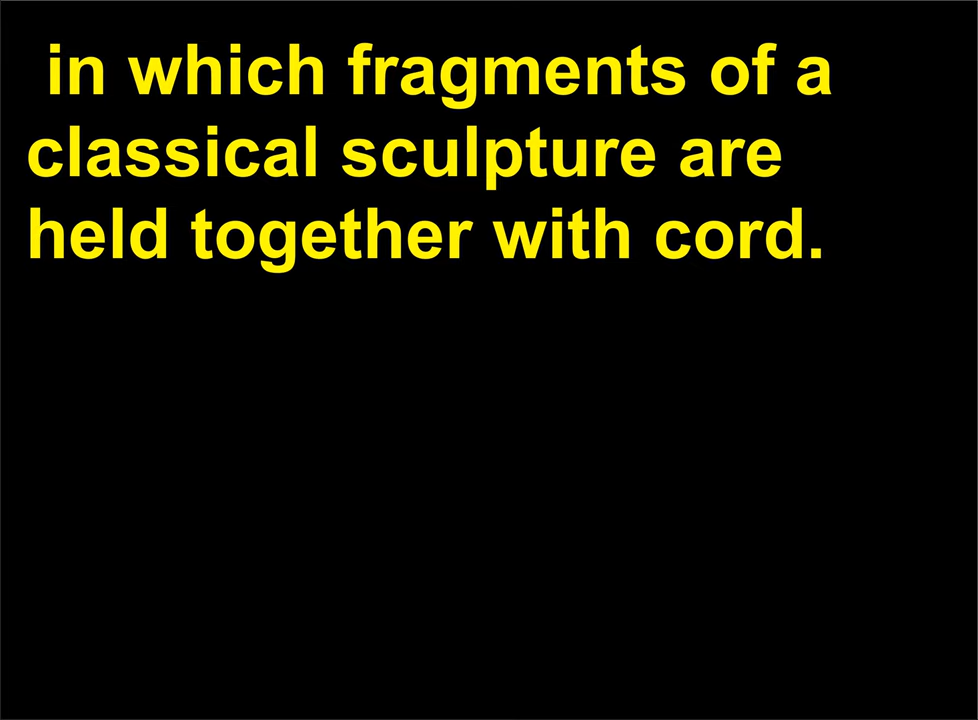 in which fragments of a
classical sculpture are
held together with cord.